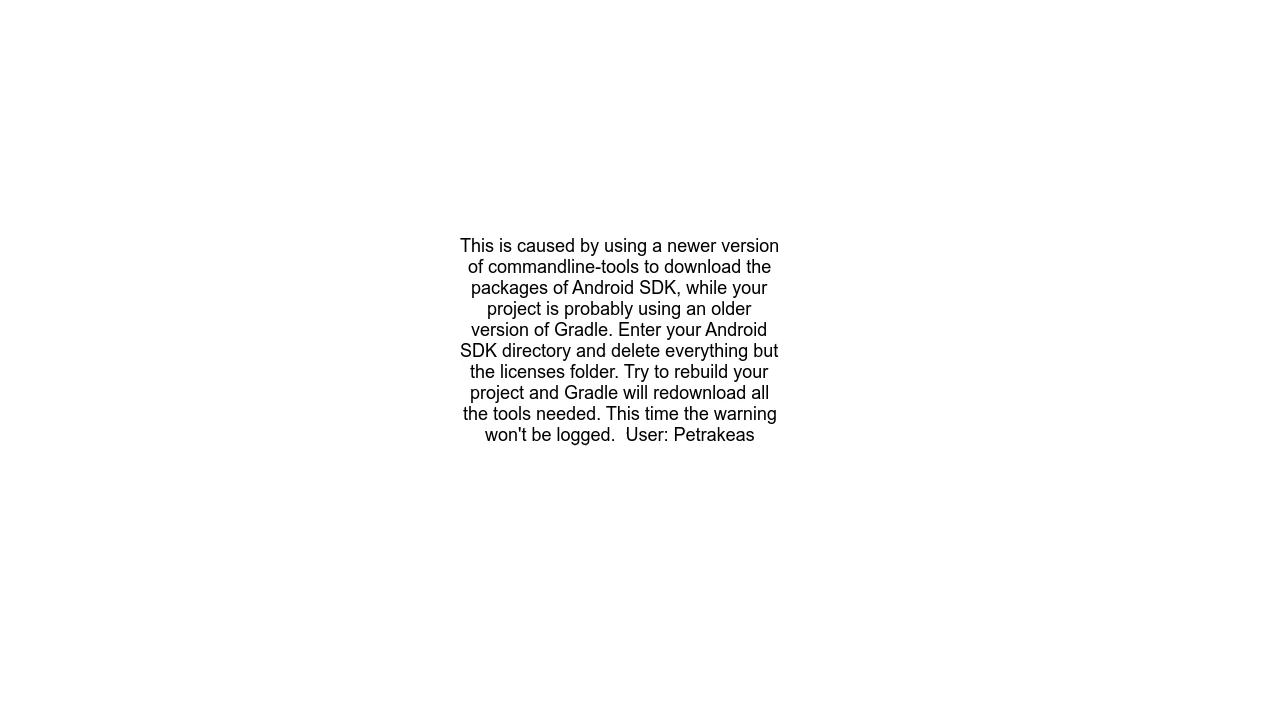 This is caused by using a newer version
of commandline-tools to download the
packages of Android SDK, while your
project is probably using an older
version of Gradle. Enter your Android
SDK directory and delete everything but
the licenses folder. Try to rebuild your
project and Gradle will redownload all
the tools needed. This time the warning
won't be logged.  User: Petrakeas